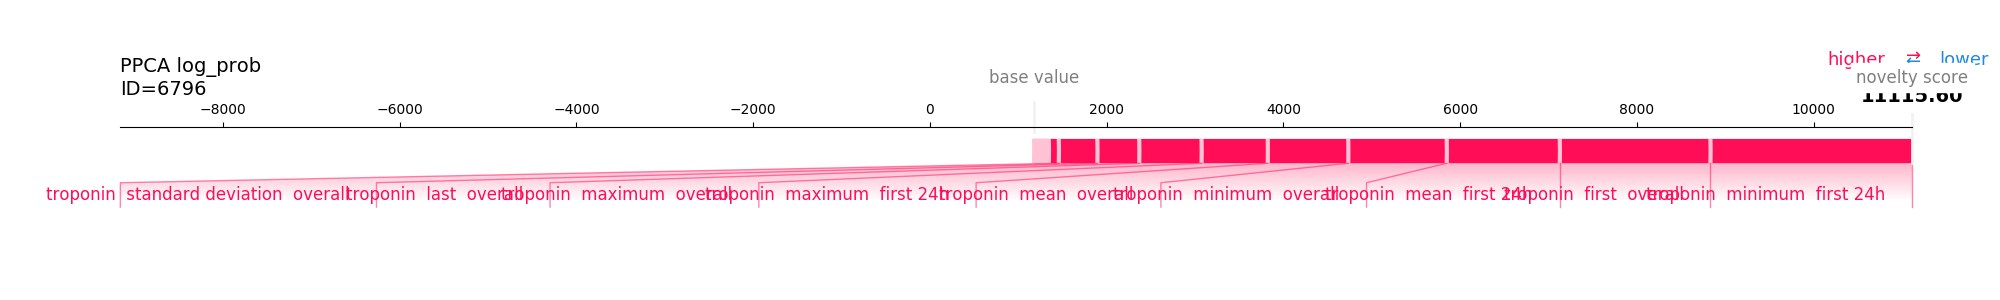 higher ⇄ lower
PPCA log_prob
base value
novelty score
ID=6796
11115.60
−8000 −6000 −4000 −2000 0 2000 4000 6000 8000 10000
troponin standard deviation overall troponin last overall troponin maximum overall troponin maximum first 24h troponin mean overall troponin minimum overall troponin mean first 24h troponin first overall troponin minimum first 24h